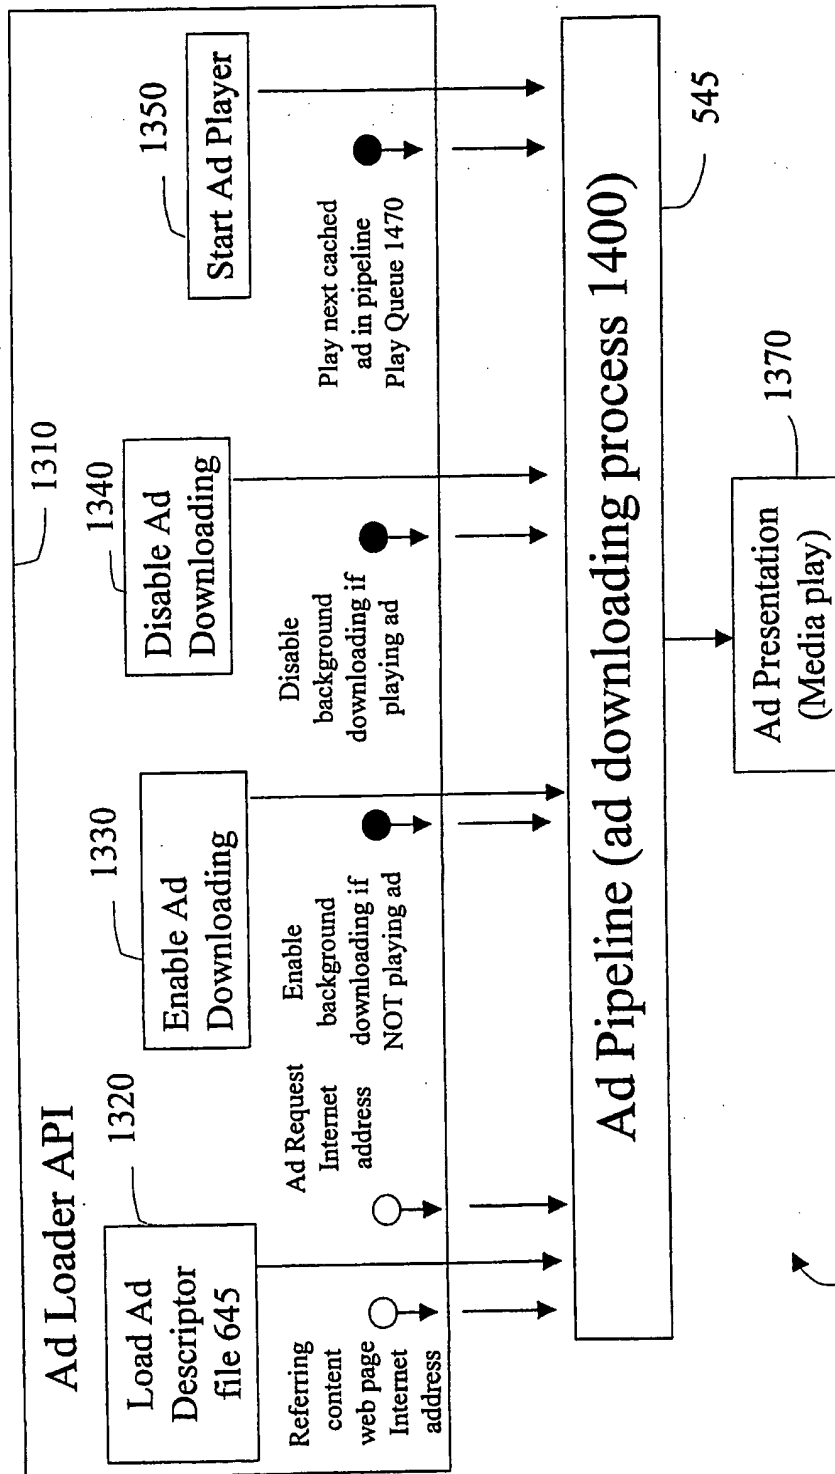 Ad Loader API
1310
1320
Load Ad
Descriptor
file 645
1330
Enable Ad
Downloading
1340
Disable Ad
Downloading
1350
Start Ad Player
Referring
content
web page
Internet
address
Ad Request
Internet
address
Enable
background
downloading if
NOT playing ad
Disable
background
downloading if
playing ad
Play next cached
ad in pipeline
Play Queue 1470
Ad Pipeline (ad downloading process 1400)
545
Ad Presentation
(Media play)
1370